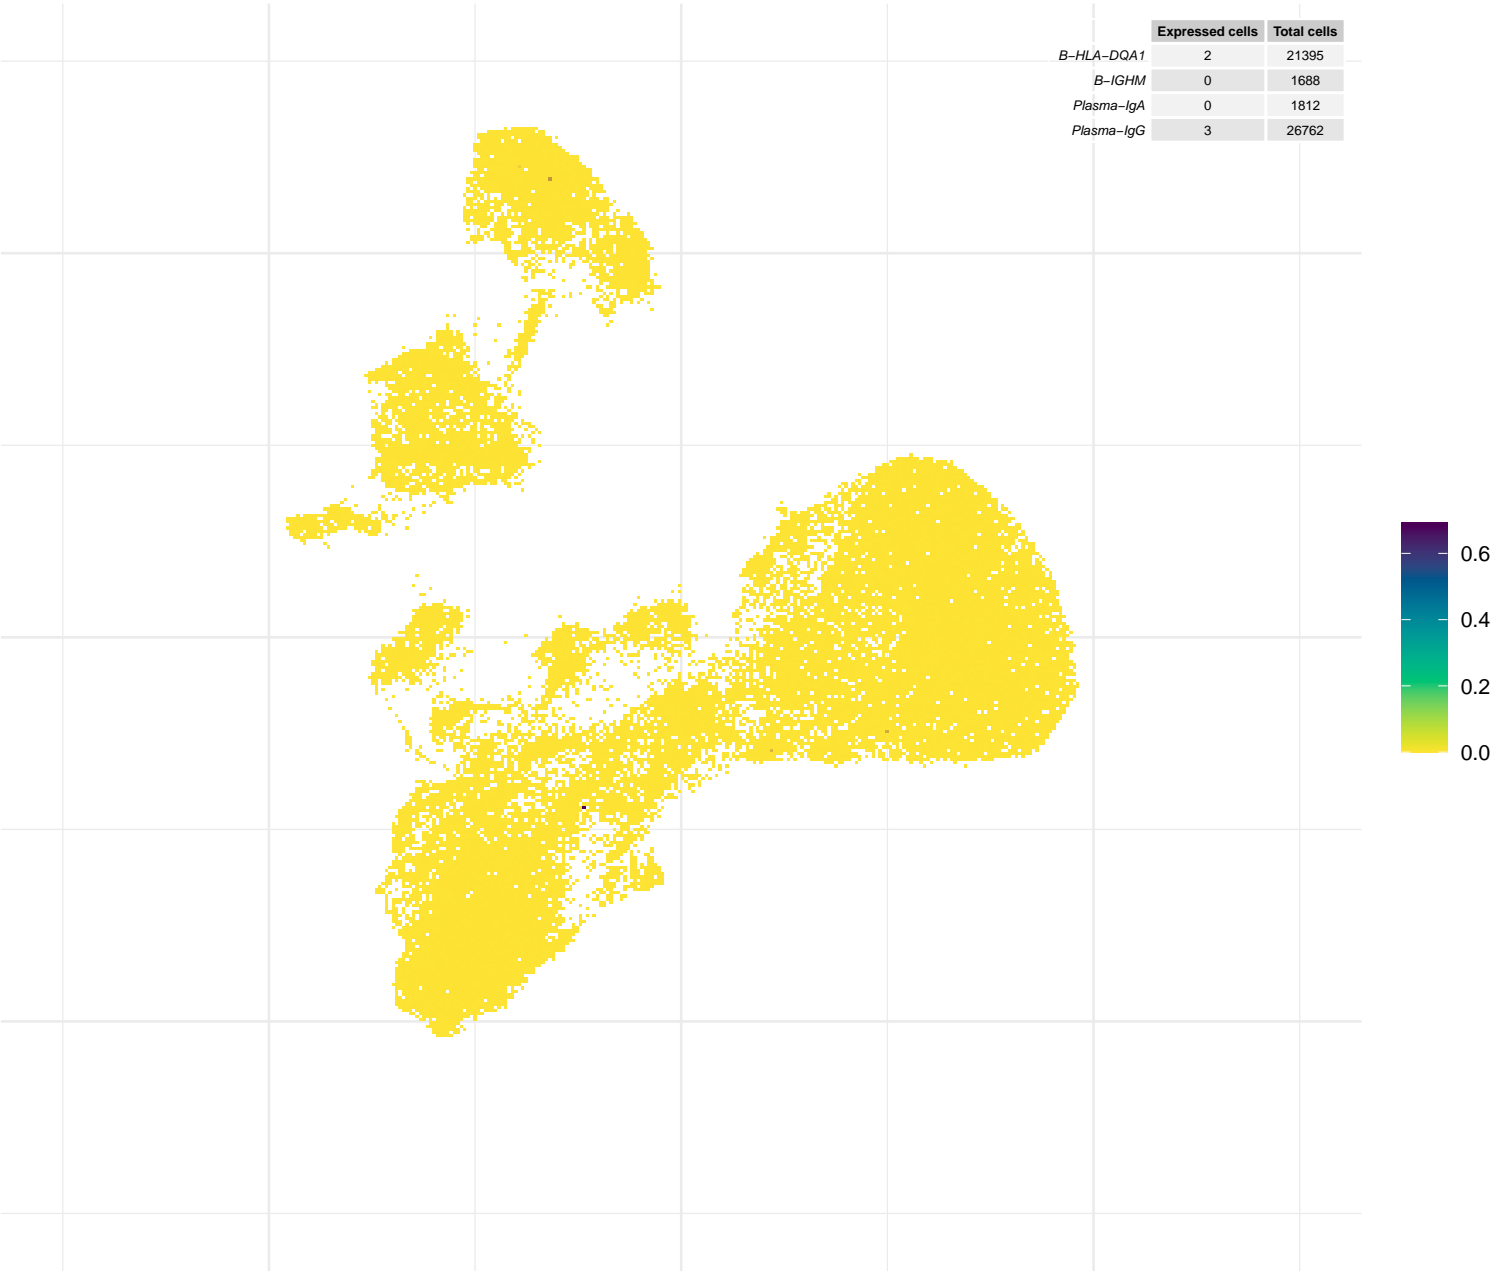 Expressed cells Total cells
B−HLA−DQA1 2 21395
B−IGHM 0 1688
Plasma−IgA 0 1812
Plasma−IgG 3 26762
0.6
0.4
0.2
0.0